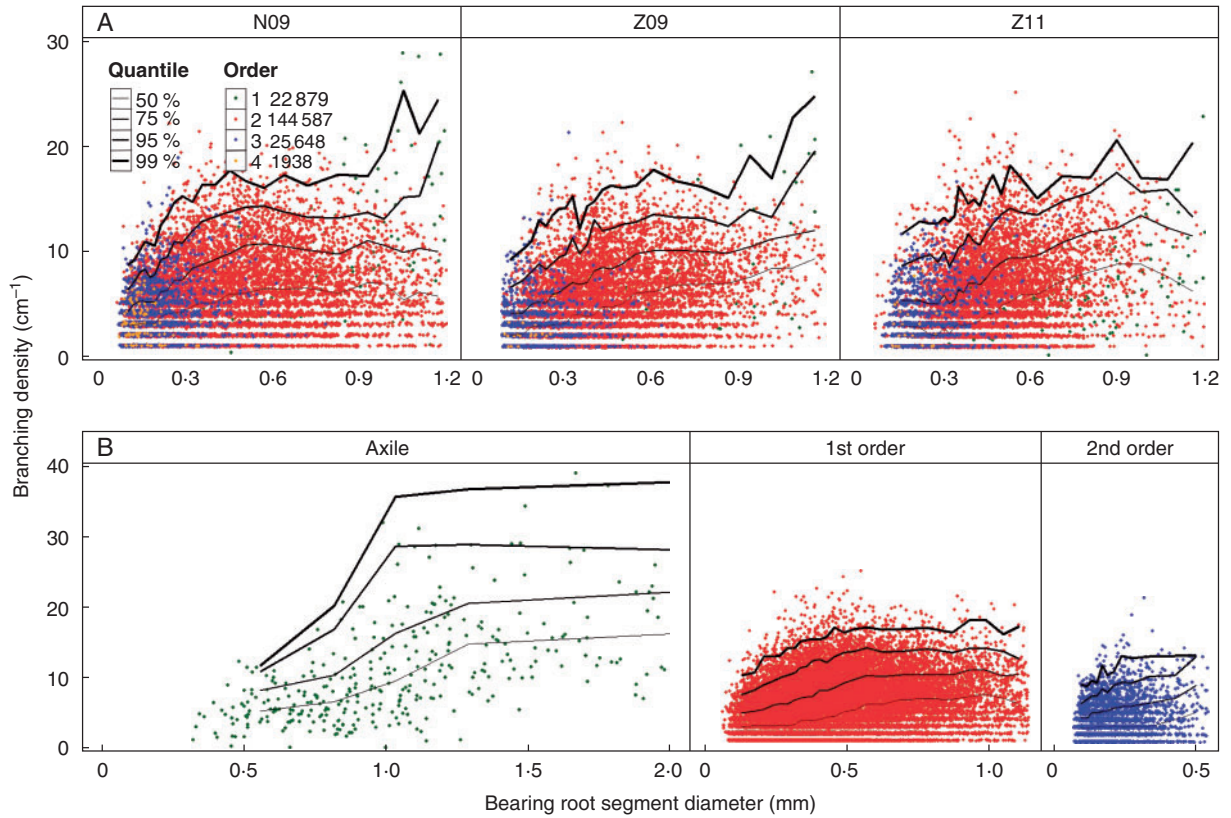 A N09 Z09 Z11
30
20
10
0
Quantile
50 %
75 %
95 %
99 %
Order
1 22 879
2 144 587
3 25 648
4 1938
0 0·3 0·6 0·9 1·2 0 0·3 0·6 0·9 1·2 0 0·3 0·6 0·9 1·2
Branching density (cm⁻¹)
B Axile 1st order 2nd order
40
30
20
10
0
0 0·5 1·0 1·5 2·0 0 0·5 1·0 0 0·5
Bearing root segment diameter (mm)